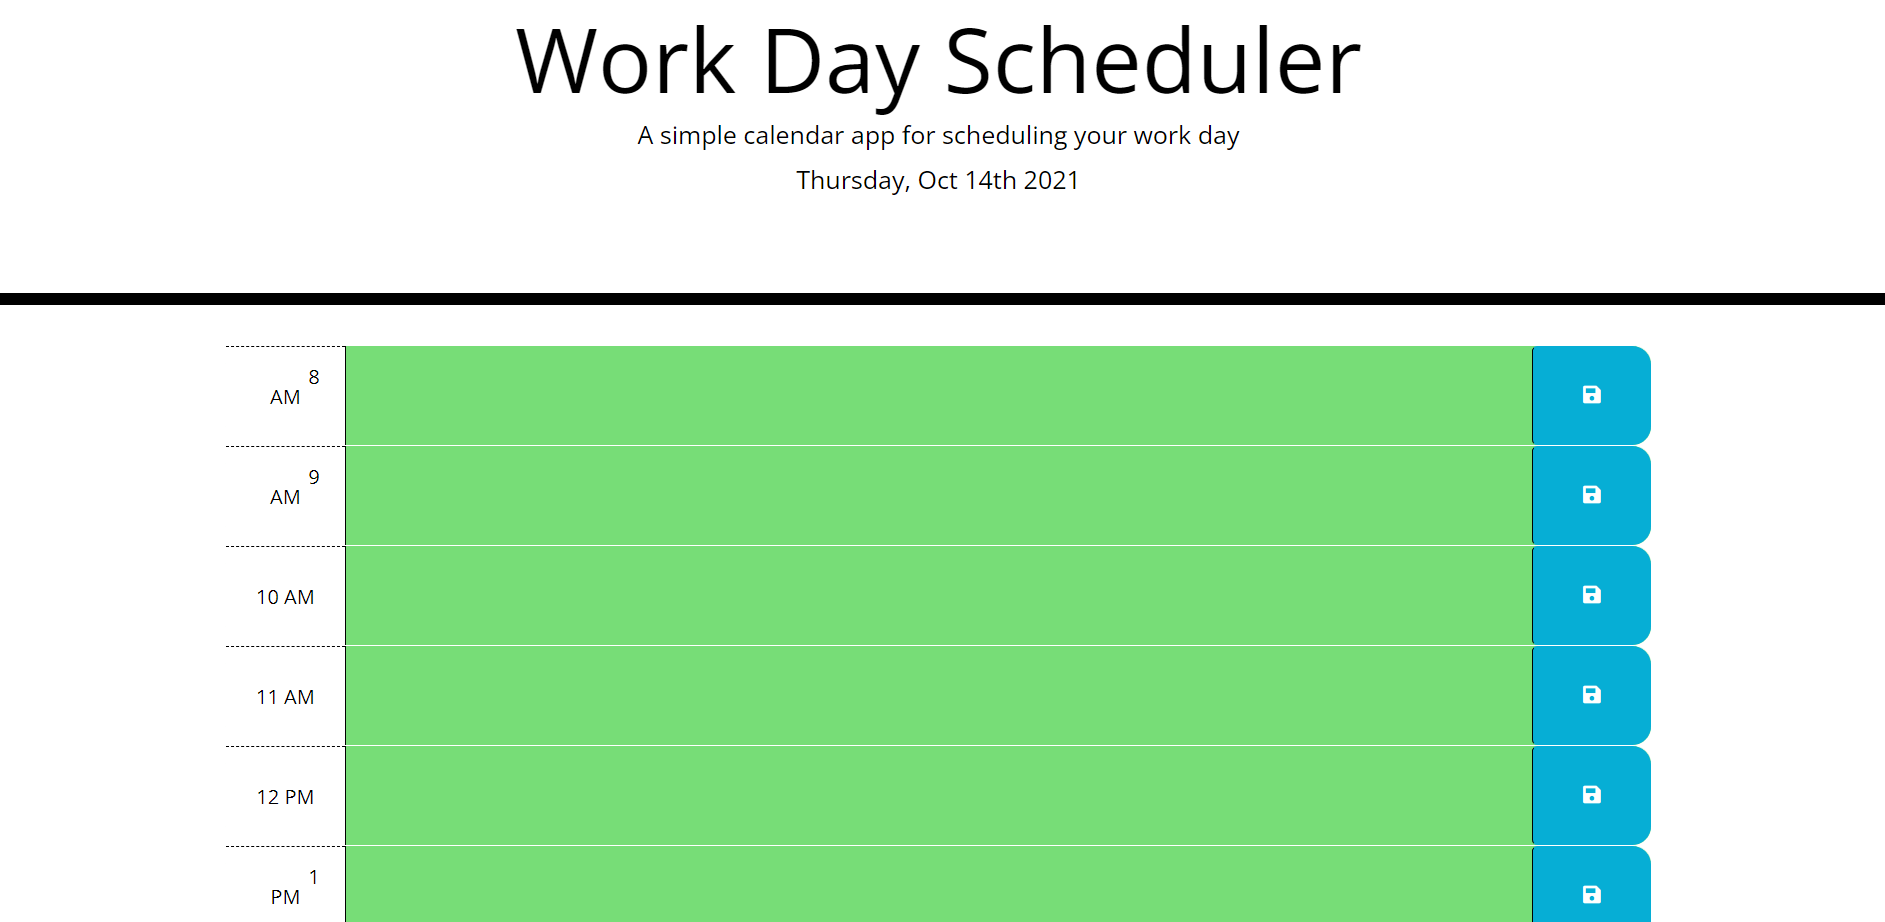 Work Day Scheduler
A simple calendar app for scheduling your work day
Thursday, Oct 14th 2021
8
AM
9
AM
10 AM
11 AM
12 PM
1
PM